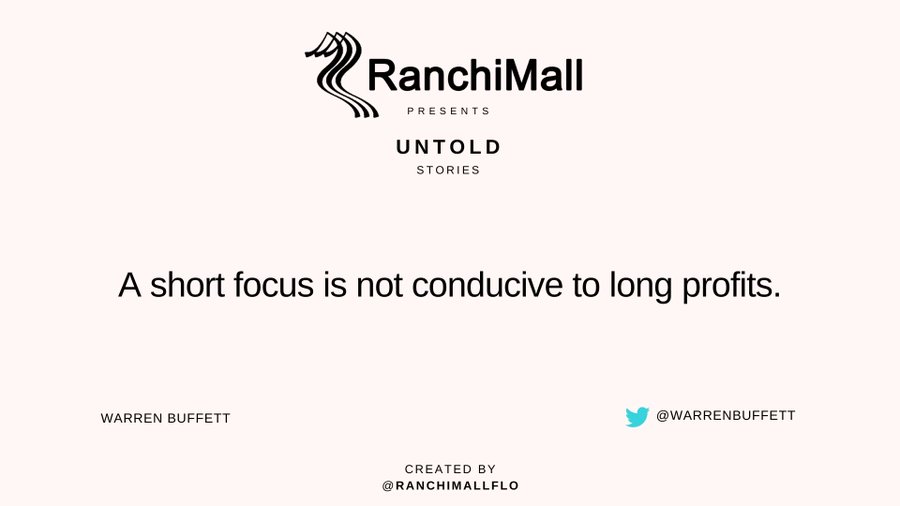 RanchiMall
PRESENTS
UNTOLD
STORIES
A short focus is not conducive to long profits.
WARREN BUFFETT
@WARRENBUFFETT
CREATED BY
@RANCHIMALLFLO